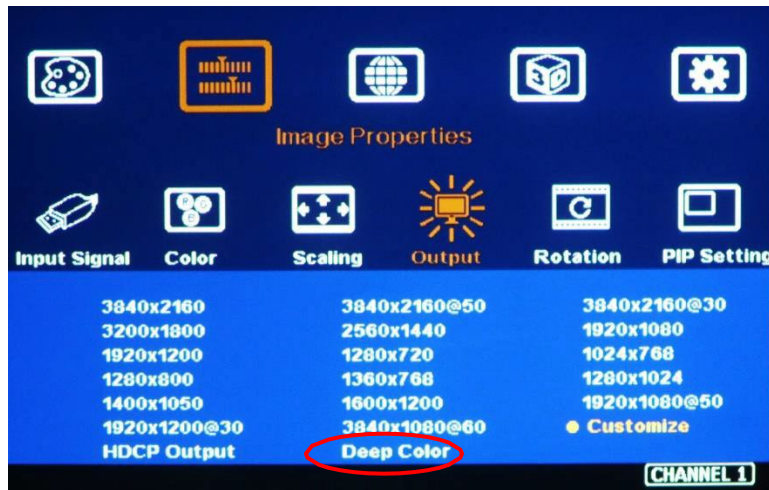 3D
Image Properties
R G B
Input Signal Color Scaling Output Rotation PIP Setting
3840x2160 3840x2160@50 3840x2160@30
3200x1800 2560x1440 1920x1080
1920x1200 1280x720 1024x768
1280x800 1360x768 1280x1024
1400x1050 1600x1200 1920x1080@50
1920x1200@30 3840x1080@60 Customize
HDCP Output Deep Color
CHANNEL 1